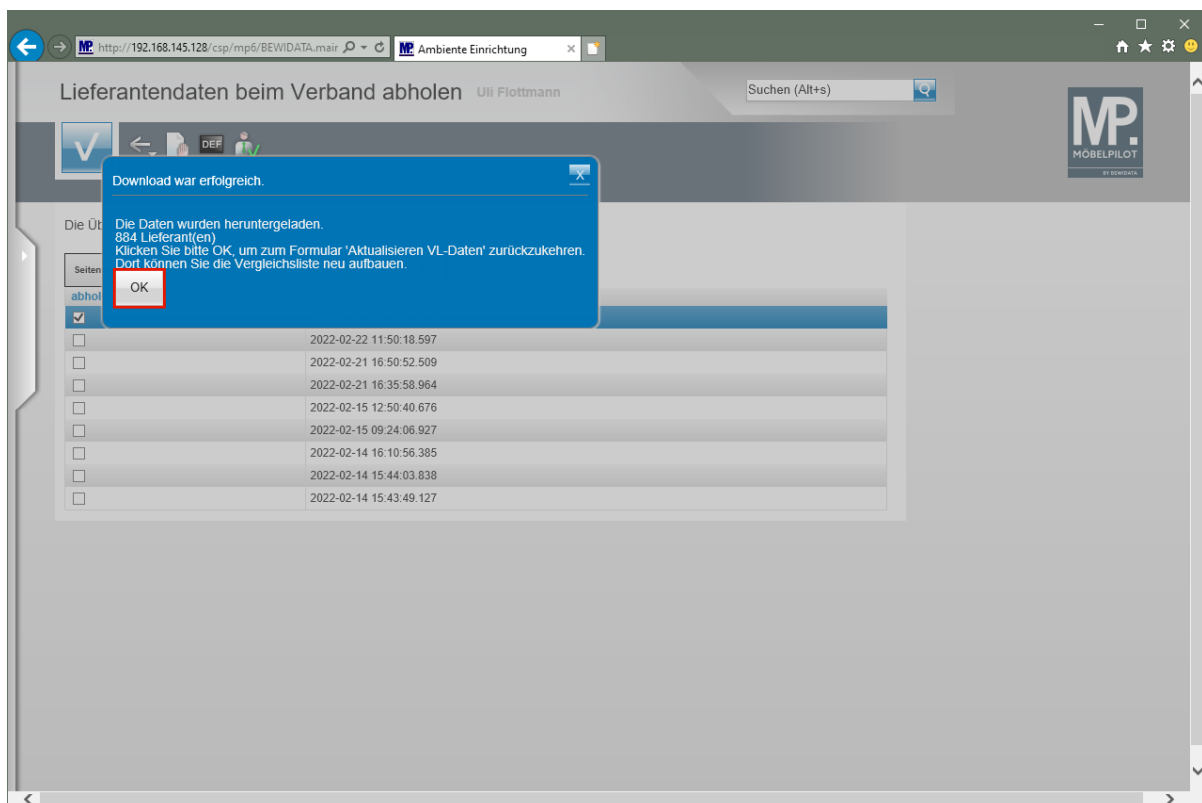 http://192.168.145.128/csp/mp6/BEWIDATA.mair
MP. Ambiente Einrichtung
Lieferantendaten beim Verband abholen Uli Flottmann
Suchen (Alt+s)
MP.
MÖBELPILOT
BY BEWIDATA
DEF
Download war erfolgreich.
X
Die Üb
Die Daten wurden heruntergeladen.
884 Lieferant(en)
Klicken Sie bitte OK, um zum Formular 'Aktualisieren VL-Daten' zurückzukehren.
Dort können Sie die Vergleichsliste neu aufbauen.
Seiten
OK
abhol
2022-02-22 11:50:18.597
2022-02-21 16:50:52.509
2022-02-21 16:35:58.964
2022-02-15 12:50:40.676
2022-02-15 09:24:06.927
2022-02-14 16:10:56.385
2022-02-14 15:44:03.838
2022-02-14 15:43:49.127